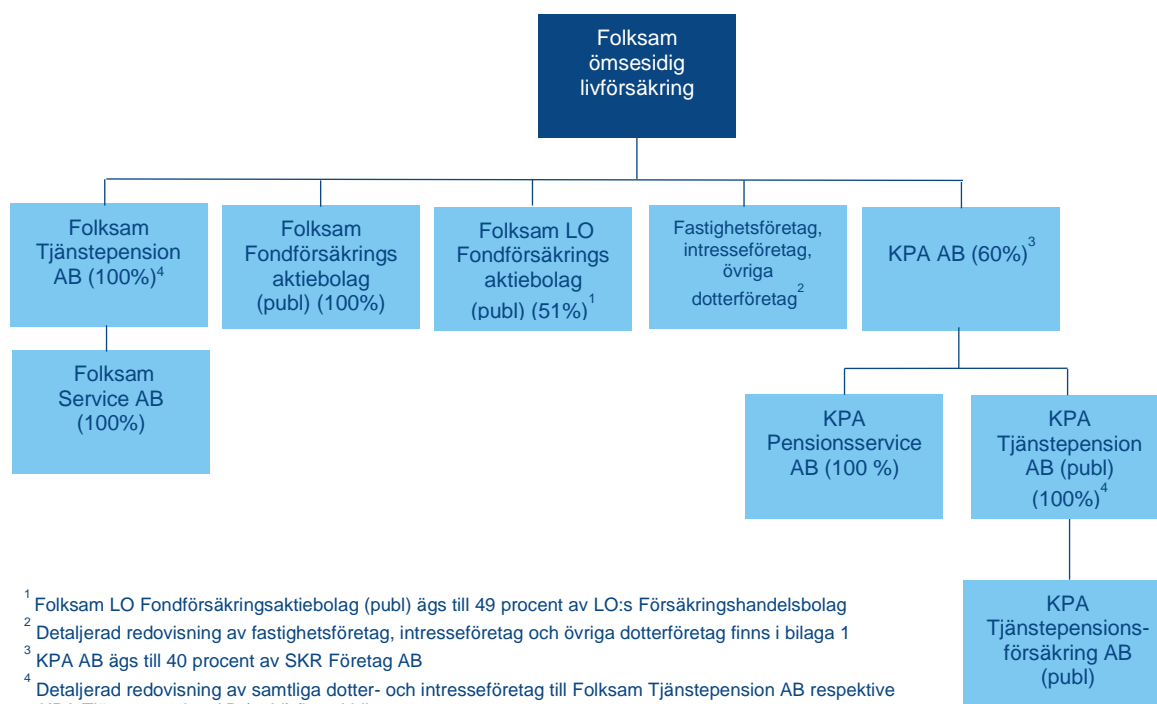 Folksam
ömsesidig
livförsäkring
Folksam
Tjänstepension
AB (100%)4
Folksam
Fondförsäkrings
aktiebolag
(publ) (100%)
Folksam LO
Fondförsäkrings
aktiebolag
(publ) (51%)1
Fastighetsföretag,
intresseföretag,
övriga
dotterföretag2
KPA AB (60%)3
Folksam
Service AB
(100%)
KPA
Pensionsservice
AB (100 %)
KPA
Tjänstepension
AB (publ)
(100%)4
KPA
Tjänstepensions-
försäkring AB
(publ)
1 Folksam LO Fondförsäkringsaktiebolag (publ) ägs till 49 procent av LO:s Försäkringshandelsbolag
2 Detaljerad redovisning av fastighetsföretag, intresseföretag och övriga dotterföretag finns i bilaga 1
3 KPA AB ägs till 40 procent av SKR Företag AB
4 Detaljerad redovisning av samtliga dotter- och intresseföretag till Folksam Tjänstepension AB respektive